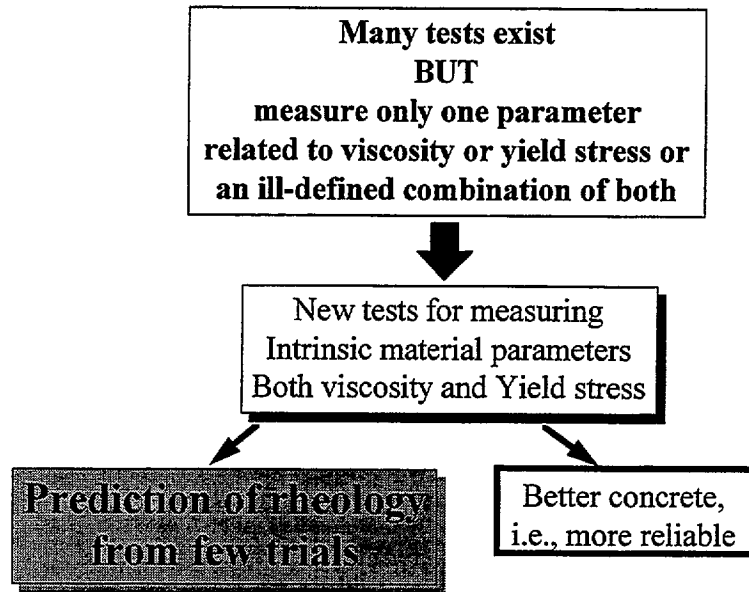 Many tests exist
BUT
measure only one parameter
related to viscosity or yield stress or
an ill-defined combination of both
New tests for measuring
Intrinsic material parameters
Both viscosity and Yield stress
Prediction of rheology
from few trials
Better concrete,
i.e., more reliable